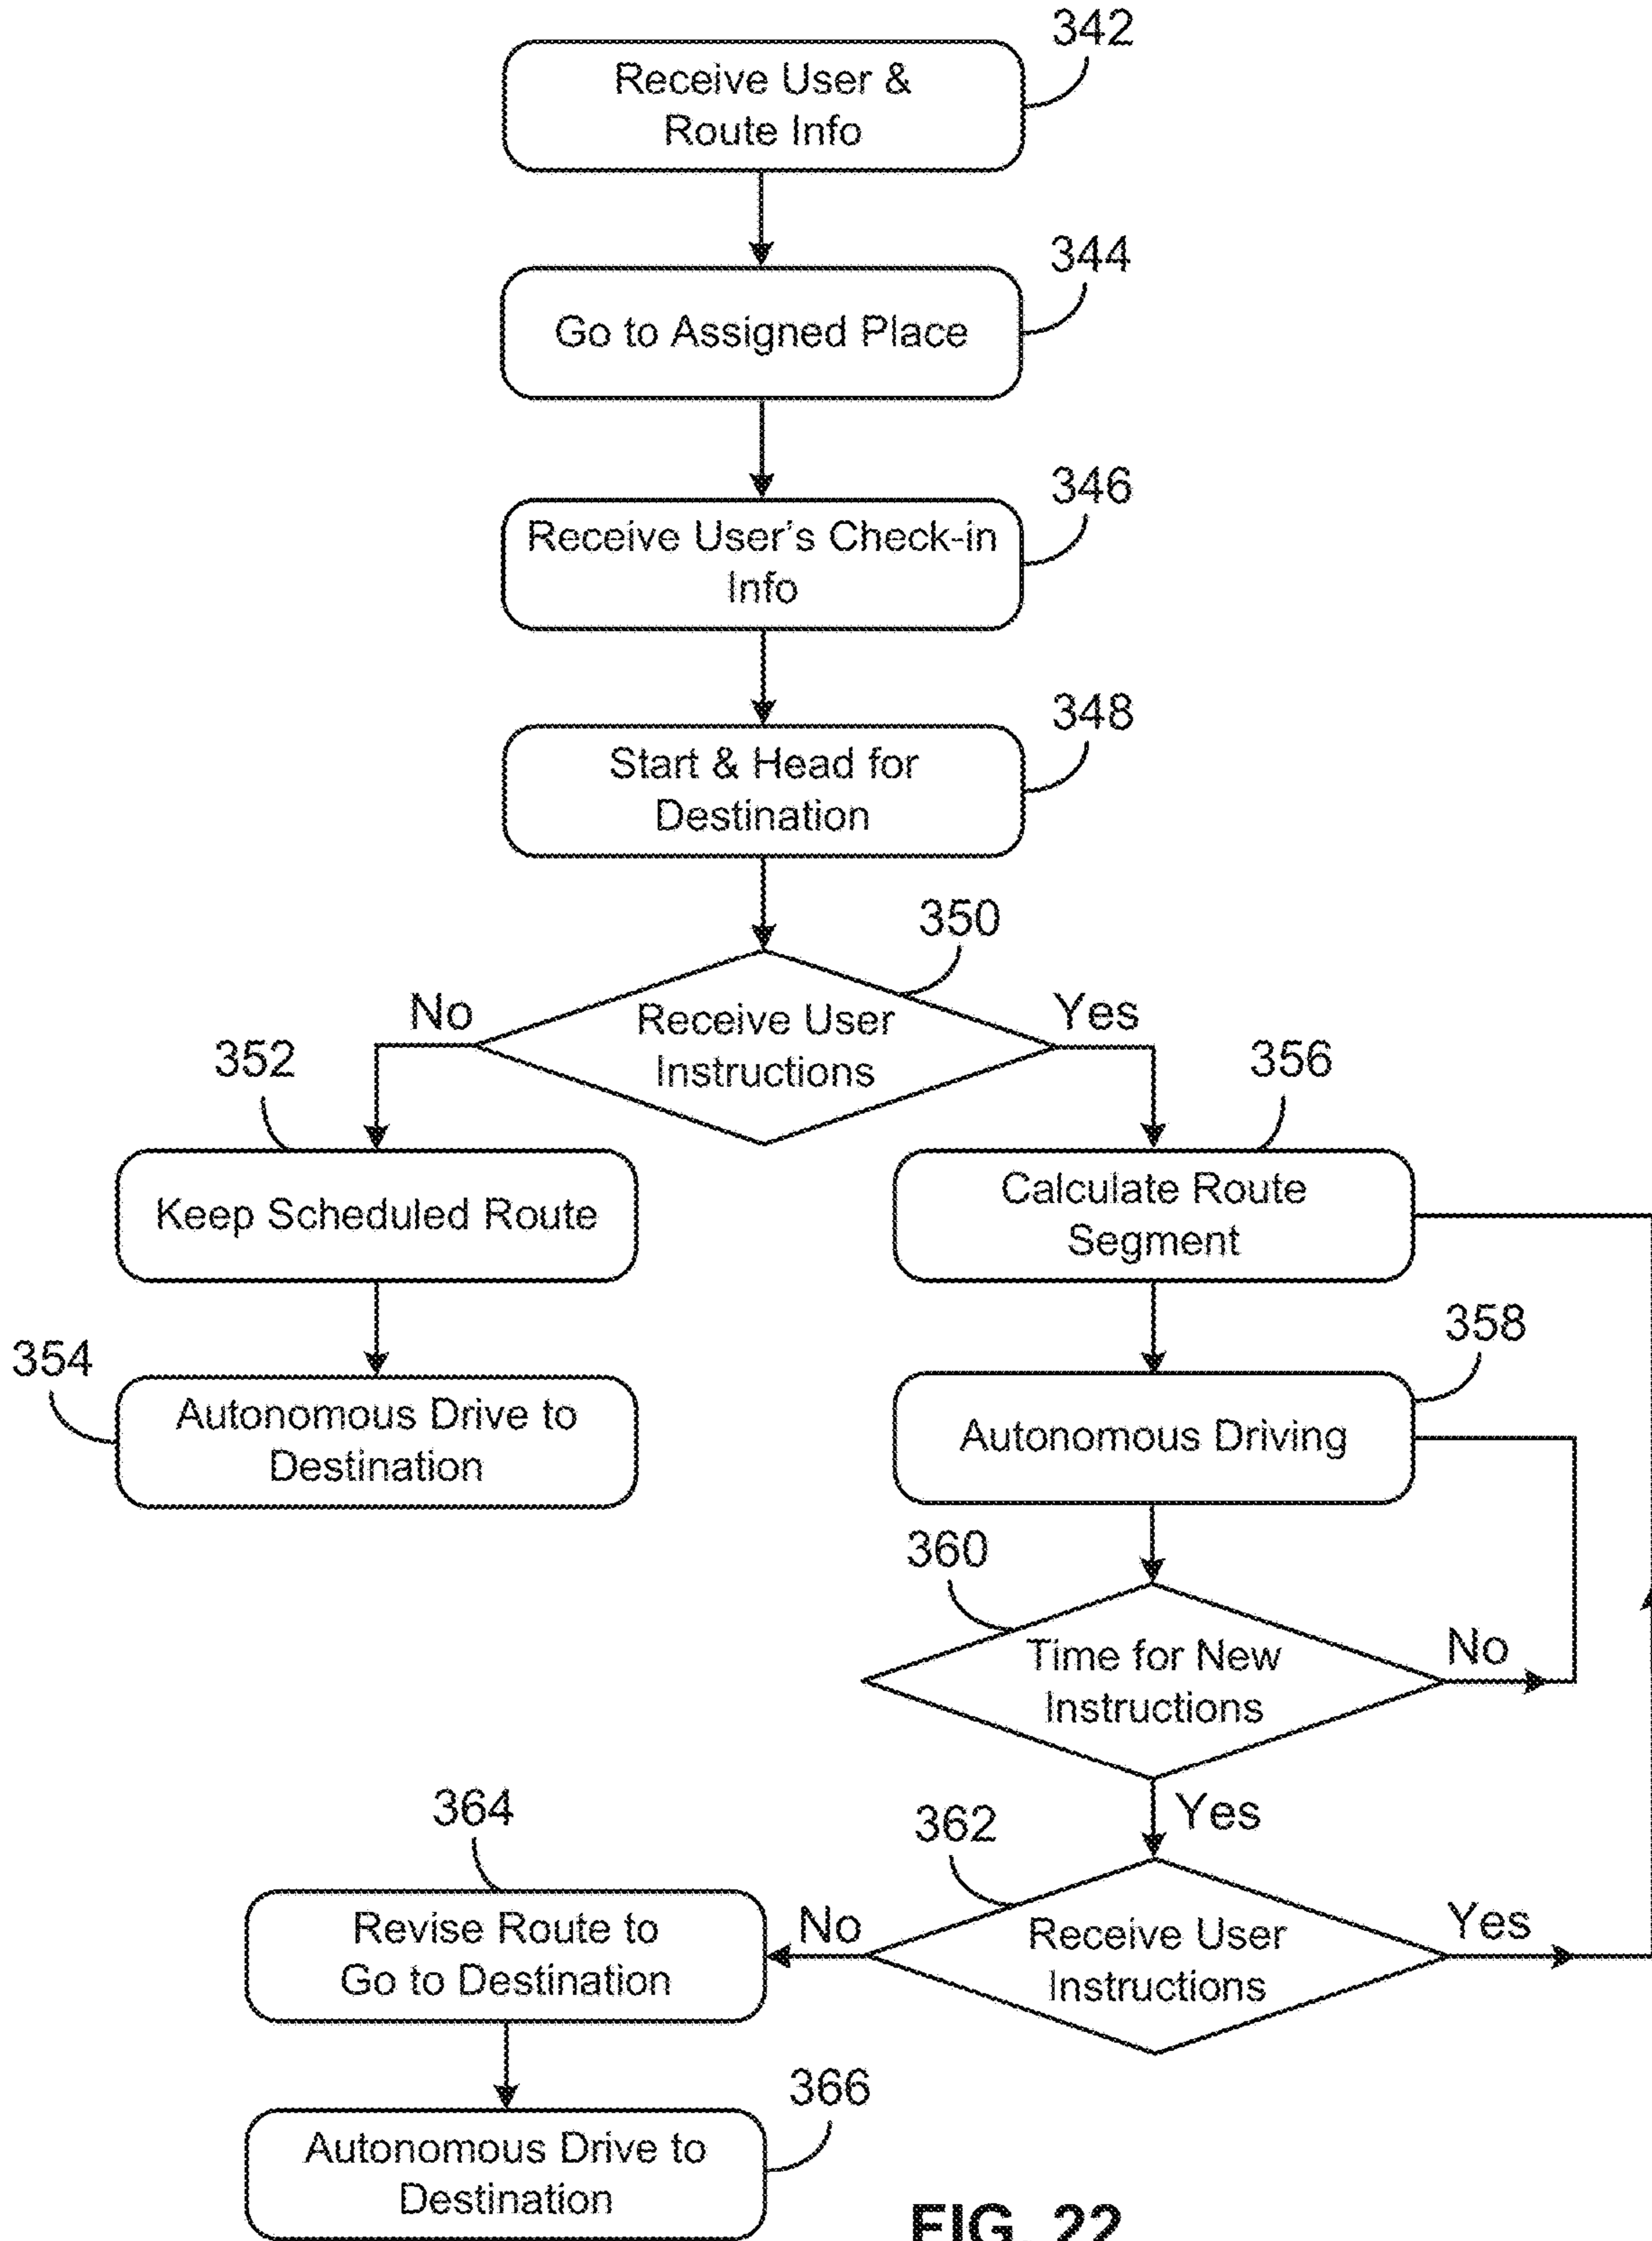 342
Receive User &
Route Info
344
Go to Assigned Place
346
Receive User's Check-in
Info
348
Start & Head for
Destination
350
No
Receive User
Instructions
Yes
352
356
Keep Scheduled Route
Calculate Route
Segment
354
358
Autonomous Drive to
Destination
Autonomous Driving
360
Time for New
Instructions
No
Yes
364
362
Revise Route to
Go to Destination
No
Receive User
Instructions
Yes
366
Autonomous Drive to
Destination
FIG. 22